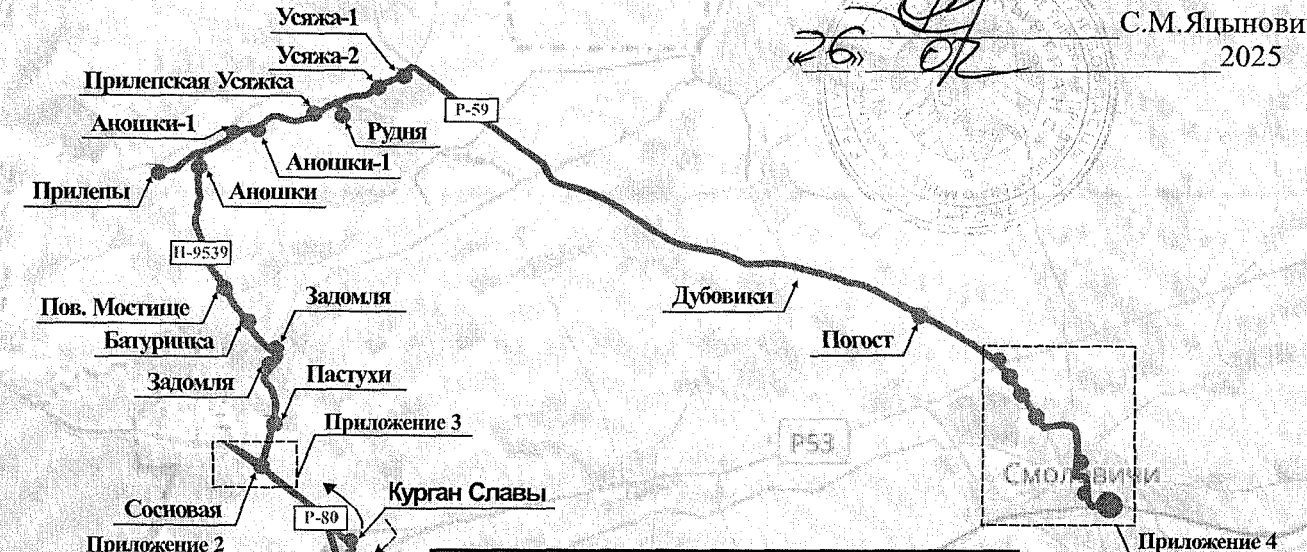 Усяжа-1
С.М.Яцынови
«26» 02 2025
Усяжа-2
Прилепская Усяжка
Р-59
Аношки-1
Рудня
Аношки-1
Прилепы
Аношки
П-9539
Пов. Мостище
Задомля
Дубовики
Батуринка
Погост
Задомля
Пастухи
Приложение 3
Р53
Смолевичи
Курган Славы
Сосновая
Р-80
Приложение 2
Приложение 4